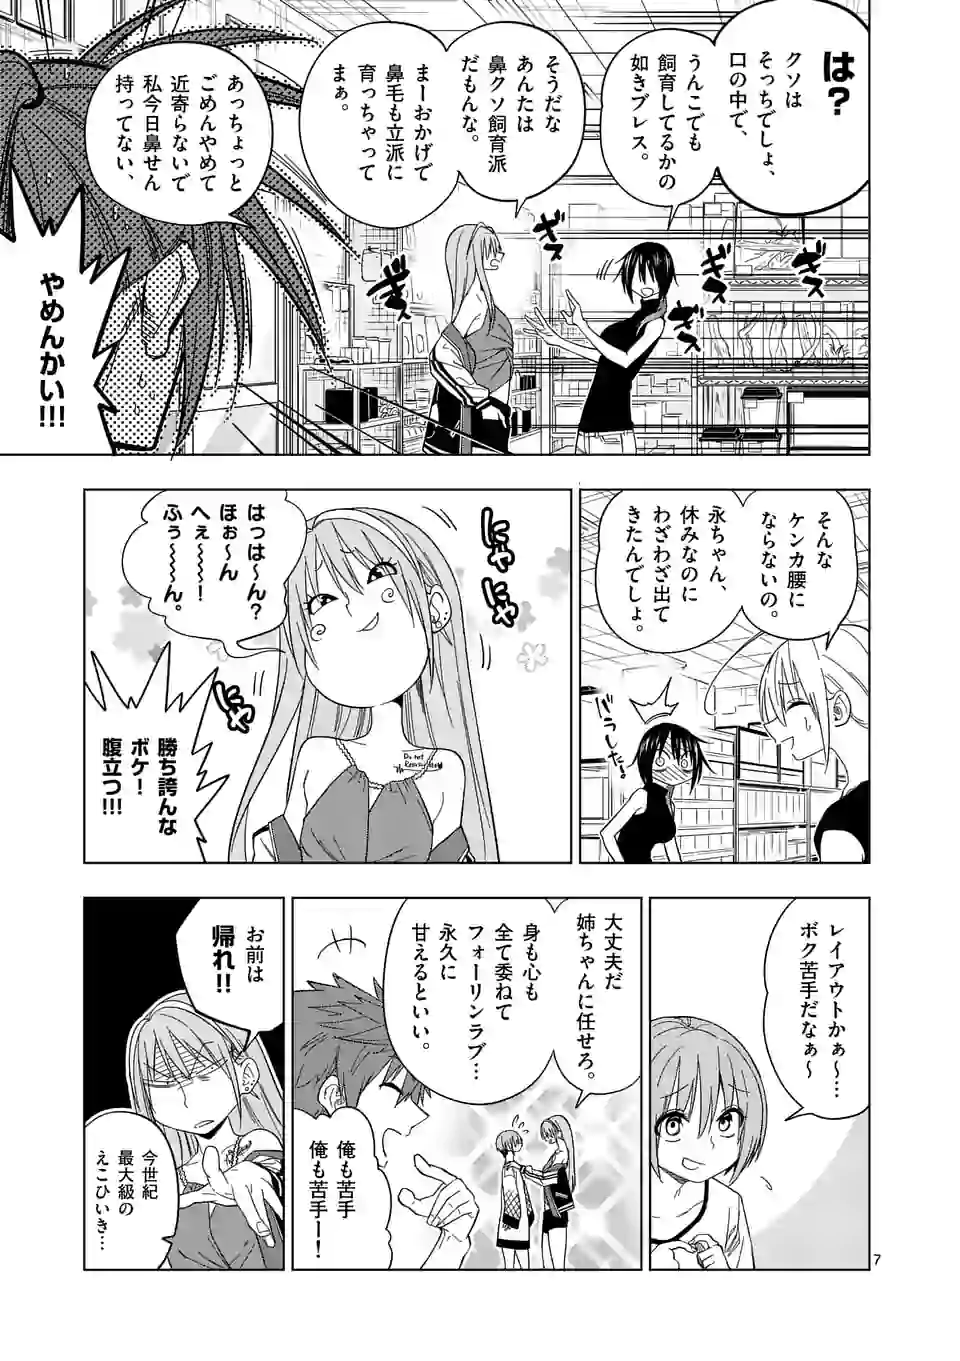 は？
クソは
そっちでしょ、
口の中で、
うんこでも
飼育してるかの
如きブレス。
そうだな
あんたは
鼻クソ飼育派
だもんな。
まーおかげで
鼻毛も立派に
育っちゃって
まぁ。
あっちょっと
ごめんやめて
近寄らないで
私今日鼻せん
持ってない、
ギス
ギス
ギス
ギス
ギス
やめんかい!!!
そんな
ケンカ腰に
ならないの。
永ちゃん、
休みなのに
わざわざ出て
きたんでしょ。
どうした!
はっは～ん？
ほぉ～ん
へぇ～～～！
ふぅ～～～ん。
にゃ
にゃ
にゃ
にゃ
Do not
勝ち誇んな
ボケ！
腹立つ!!!
レイアウトかぁ～…
ボク苦手だなぁ～
大丈夫だ
姉ちゃんに任せろ。
身も心も
全て委ねて
フォーリンラブ…
永久に
甘えるといい。
俺も苦手
俺も苦手ー！
お前は
帰れ!!
今世紀
最大級の
えこひいき…
7